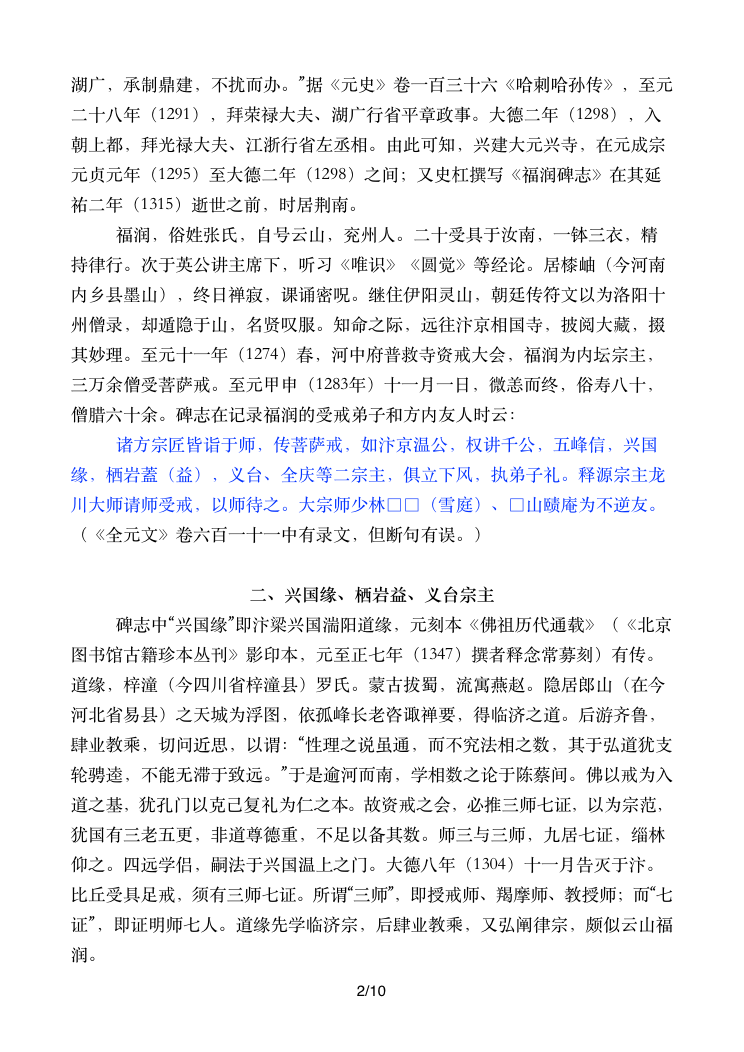 湖广，承制鼎建，不扰而办。”据《元史》卷一百三十六《哈刺哈孙传》，至元
二十八年（1291），拜荣禄大夫、湖广行省平章政事。大德二年（1298），入
朝上都，拜光禄大夫、江浙行省左丞相。由此可知，兴建大元兴寺，在元成宗
元贞元年（1295）至大德二年（1298）之间；又史杠撰写《福润碑志》在其延
祐二年（1315）逝世之前，时居荆南。
福润，俗姓张氏，自号云山，兖州人。二十受具于汝南，一钵三衣，精
持律行。次于英公讲主席下，听习《唯识》《圆觉》等经论。居榛岫（今河南
内乡县墨山），终日禅寂，课诵密呪。继住伊阳灵山，朝廷传符文以为洛阳十
州僧录，却遁隐于山，名贤叹服。知命之际，远往汴京相国寺，披阅大藏，掇
其妙理。至元十一年（1274）春，河中府普救寺资戒大会，福润为内坛宗主，
三万余僧受菩萨戒。至元甲申（1283年）十一月一日，微恙而终，俗寿八十，
僧腊六十余。碑志在记录福润的受戒弟子和方内友人时云：
诸方宗匠皆诣于师，传菩萨戒，如汴京温公，权讲千公，五峰信，兴国
缘，栖岩蓋（益），义台、全庆等二宗主，俱立下风，执弟子礼。释源宗主龙
川大师请师受戒，以师待之。大宗师少林□□（雪庭）、□山赜庵为不逆友。
（《全元文》卷六百一十一中有录文，但断句有误。）
二、兴国缘、栖岩益、义台宗主
碑志中“兴国缘”即汴梁兴国湍阳道缘，元刻本《佛祖历代通载》（《北京
图书馆古籍珍本丛刊》影印本，元至正七年（1347）撰者释念常募刻）有传。
道缘，梓潼（今四川省梓潼县）罗氏。蒙古拔蜀，流寓燕赵。隐居郎山（在今
河北省易县）之天城为浮图，依孤峰长老咨诹禅要，得临济之道。后游齐鲁，
肆业教乘，切问近思，以谓：“性理之说虽通，而不究法相之数，其于弘道犹支
轮骋逵，不能无滞于致远。”于是逾河而南，学相数之论于陈蔡间。佛以戒为入
道之基，犹孔门以克己复礼为仁之本。故资戒之会，必推三师七证，以为宗范，
犹国有三老五更，非道尊德重，不足以备其数。师三与三师，九居七证，缁林
仰之。四远学侣，嗣法于兴国温上之门。大德八年（1304）十一月告灭于汴。
比丘受具足戒，须有三师七证。所谓“三师”，即授戒师、羯摩师、教授师；而“七
证”，即证明师七人。道缘先学临济宗，后肆业教乘，又弘阐律宗，颇似云山福
润。
2/10